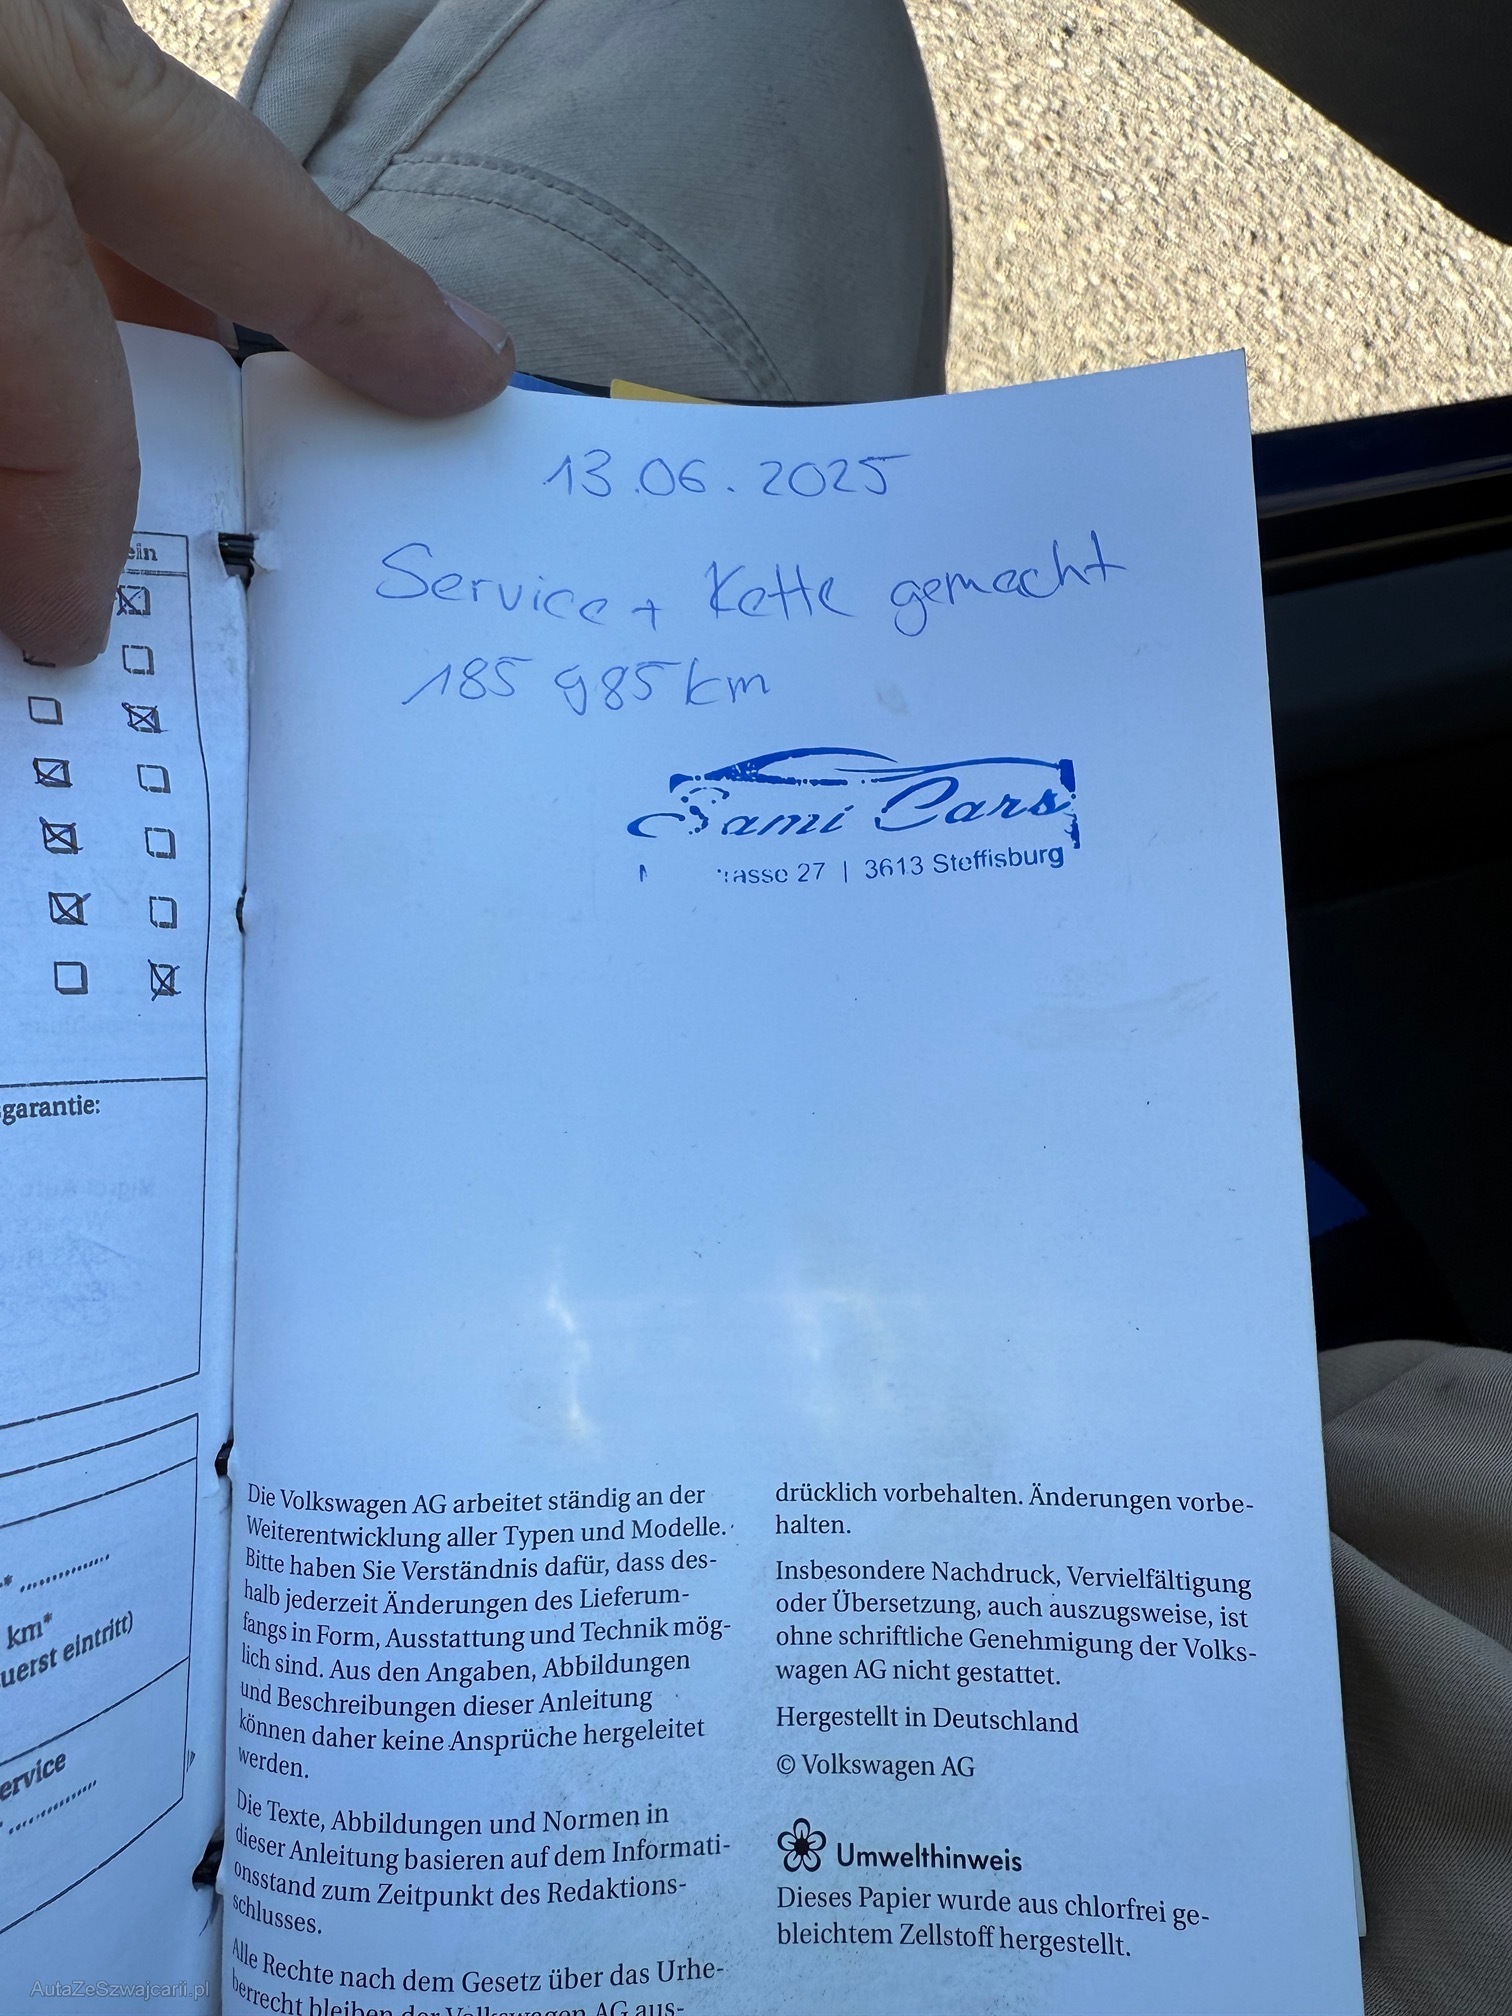 13.06.2025
Service + Kette gemacht
185 985 km
Sami Cars
27 | 3613 Steffisburg
ein
garantie:
km*
uerst eintritt)
ervice
Die Volkswagen AG arbeitet ständig an der
Weiterentwicklung aller Typen und Modelle.
Bitte haben Sie Verständnis dafür, dass des-
halb jederzeit Änderungen des Lieferum-
fangs in Form, Ausstattung und Technik mög-
lich sind. Aus den Angaben, Abbildungen
und Beschreibungen dieser Anleitung
können daher keine Ansprüche hergeleitet
werden.
Die Texte, Abbildungen und Normen in
dieser Anleitung basieren auf dem Informati-
onsstand zum Zeitpunkt des Redaktions-
schlusses.
Alle Rechte nach dem Gesetz über das Urhe-
berrecht bleiben der Volkswagen AG aus-
drücklich vorbehalten. Änderungen vorbe-
halten.
Insbesondere Nachdruck, Vervielfältigung
oder Übersetzung, auch auszugsweise, ist
ohne schriftliche Genehmigung der Volks-
wagen AG nicht gestattet.
Hergestellt in Deutschland
© Volkswagen AG
Umwelthinweis
Dieses Papier wurde aus chlorfrei ge-
bleichtem Zellstoff hergestellt.
AutaZeSzwajcarii.pl